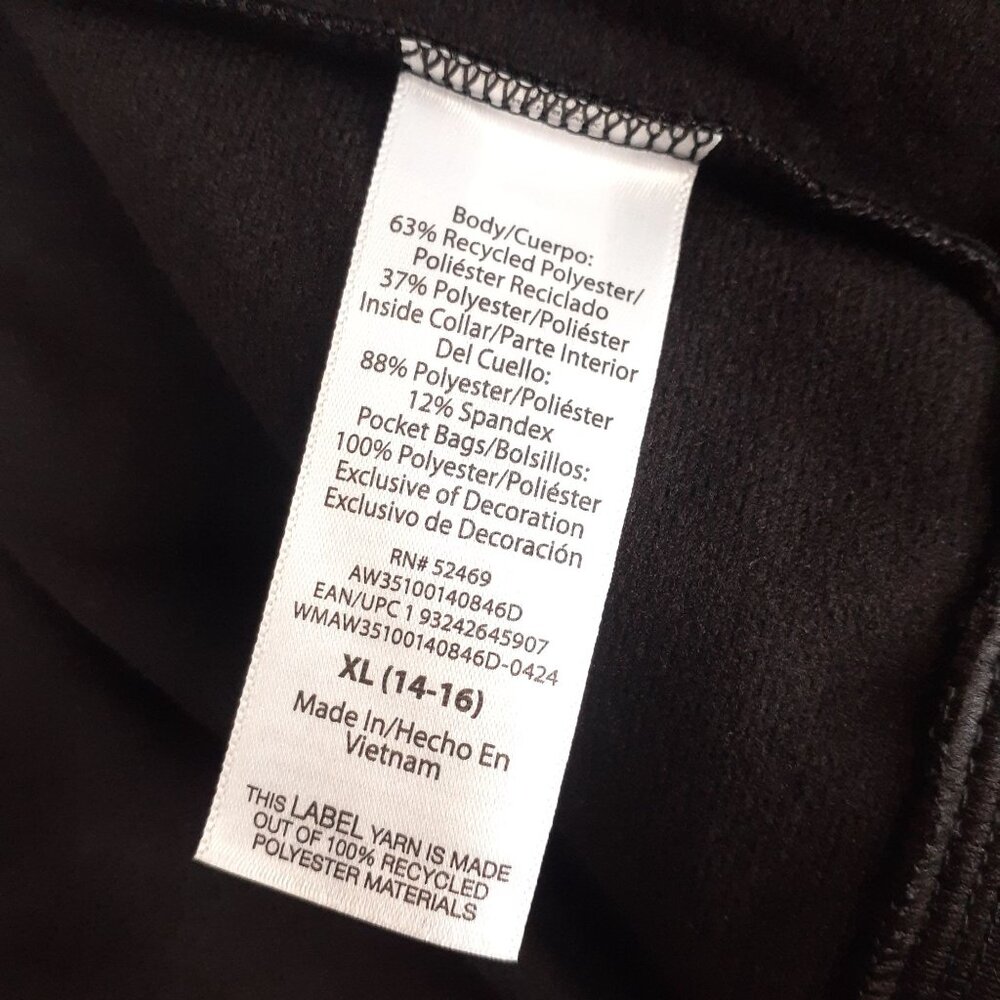 Body/Cuerpo:
63% Recycled Polyester/
Poliéster Reciclado
37% Polyester/Poliéster
Inside Collar/Parte Interior
Del Cuello:
88% Polyester/Poliéster
12% Spandex
Pocket Bags/Bolsillos:
100% Polyester/Poliéster
Exclusive of Decoration
Exclusivo de Decoración
RN# 52469
AW35100140846D
EAN/UPC 1 93242645907
WMAW35100140846D-0424
XL (14-16)
Made In/Hecho En
Vietnam
THIS LABEL YARN IS MADE
OUT OF 100% RECYCLED
POLYESTER MATERIALS